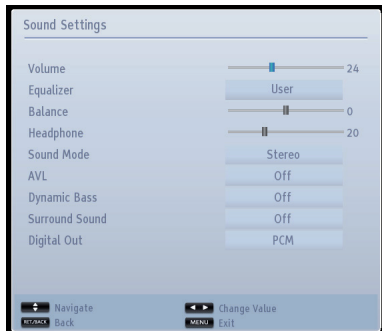 Sound Settings
Volume 24
Equalizer User
Balance 0
Headphone 20
Sound Mode Stereo
AVL Off
Dynamic Bass Off
Surround Sound Off
Digital Out PCM
Navigate Change Value
RET./BACK Back MENU Exit